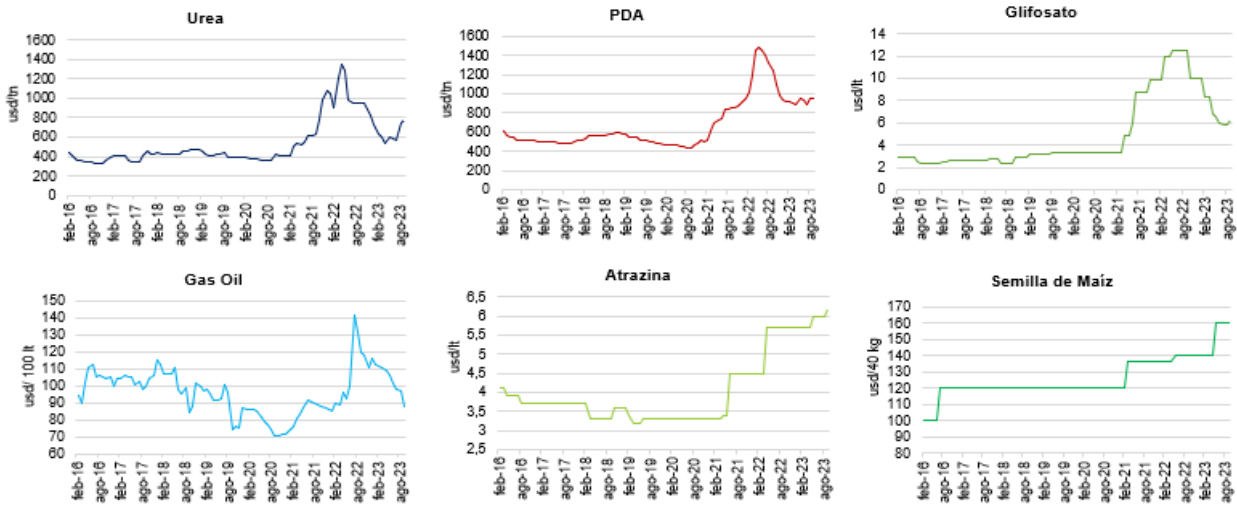 Urea
usd/tn
1600
1400
1200
1000
800
600
400
200
0
feb-16
ago-16
feb-17
ago-17
feb-18
ago-18
feb-19
ago-19
feb-20
ago-20
feb-21
ago-21
feb-22
ago-22
feb-23
ago-23
PDA
usd/tn
1600
1400
1200
1000
800
600
400
200
0
feb-16
ago-16
feb-17
ago-17
feb-18
ago-18
feb-19
ago-19
feb-20
ago-20
feb-21
ago-21
feb-22
ago-22
feb-23
ago-23
Glifosato
usd/lt
14
12
10
8
6
4
2
0
feb-16
ago-16
feb-17
ago-17
feb-18
ago-18
feb-19
ago-19
feb-20
ago-20
feb-21
ago-21
feb-22
ago-22
feb-23
ago-23
Gas Oil
usd/ 100 lt
150
140
130
120
110
100
90
80
70
60
feb-16
ago-16
feb-17
ago-17
feb-18
ago-18
feb-19
ago-19
feb-20
ago-20
feb-21
ago-21
feb-22
ago-22
feb-23
ago-23
Atrazina
usd/lt
6,5
6
5,5
5
4,5
4
3,5
3
2,5
feb-16
ago-16
feb-17
ago-17
feb-18
ago-18
feb-19
ago-19
feb-20
ago-20
feb-21
ago-21
feb-22
ago-22
feb-23
ago-23
Semilla de Maíz
usd/40 kg
170
160
150
140
130
120
110
100
90
80
feb-16
ago-16
feb-17
ago-17
feb-18
ago-18
feb-19
ago-19
feb-20
ago-20
feb-21
ago-21
feb-22
ago-22
feb-23
ago-23